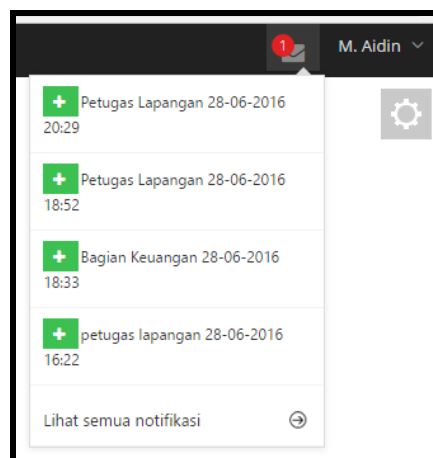 1
M. Aidin
Petugas Lapangan 28-06-2016
20:29
Petugas Lapangan 28-06-2016
18:52
Bagian Keuangan 28-06-2016
18:33
petugas lapangan 28-06-2016
16:22
Lihat semua notifikasi